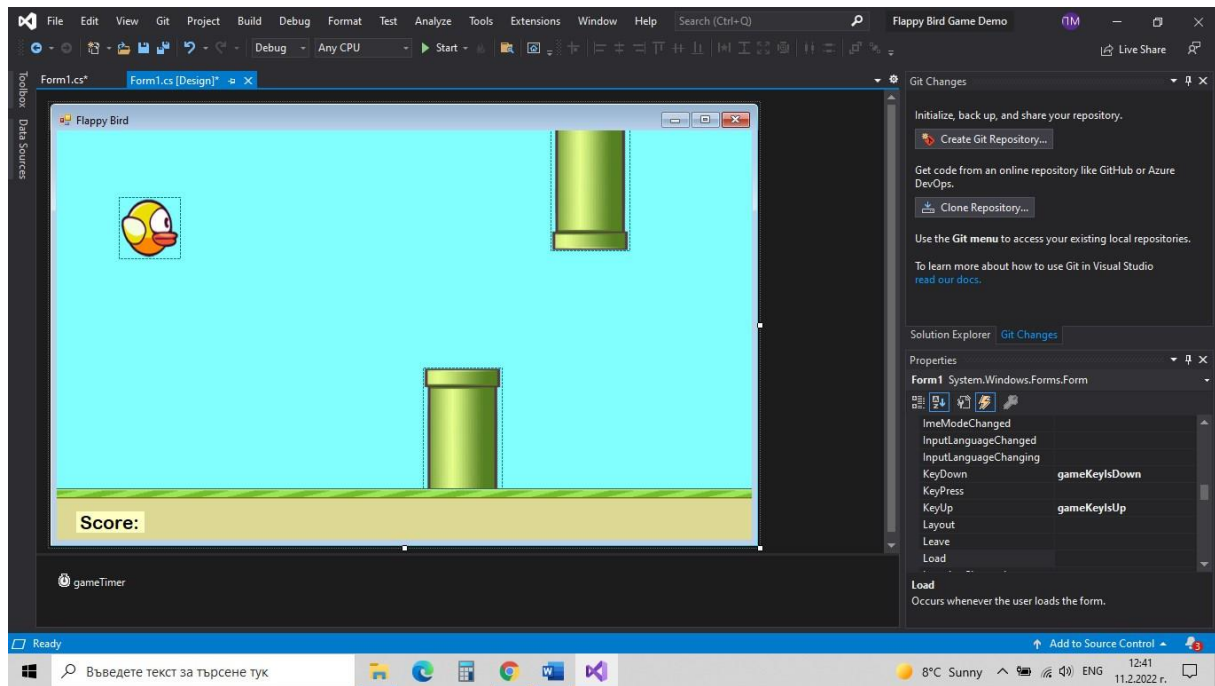 File Edit View Git Project Build Debug Format Test Analyze Tools Extensions Window Help Search (Ctrl+Q) Flappy Bird Game Demo ПМ
Debug Any CPU Start Live Share
Toolbox
Data Sources
Form1.cs* Form1.cs [Design]*
Flappy Bird
Score:
gameTimer
Git Changes
Initialize, back up, and share your repository.
Create Git Repository...
Get code from an online repository like GitHub or Azure
DevOps.
Clone Repository...
Use the Git menu to access your existing local repositories.
To learn more about how to use Git in Visual Studio
read our docs.
Solution Explorer Git Changes
Properties
Form1 System.Windows.Forms.Form
ImeModeChanged
InputLanguageChanged
InputLanguageChanging
KeyDown gameKeyIsDown
KeyPress
KeyUp gameKeyIsUp
Layout
Leave
Load
Load
Occurs whenever the user loads the form.
Ready Add to Source Control 3
Въведете текст за търсене тук 8°C Sunny ENG 12:41
11.2.2022 г.